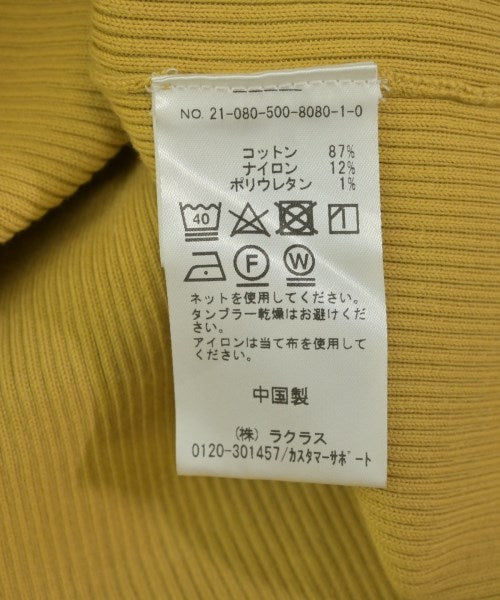 NO. 21-080-500-8080-1-0
コットン 87%
ナイロン 12%
ポリウレタン 1%
40
F W
ネットを使用してください。
タンブラー乾燥はお避けくだ
さい。
アイロンは当て布を使用して
ください。
中国製
(株) ラクラス
0120-301457/カスタマーサポート